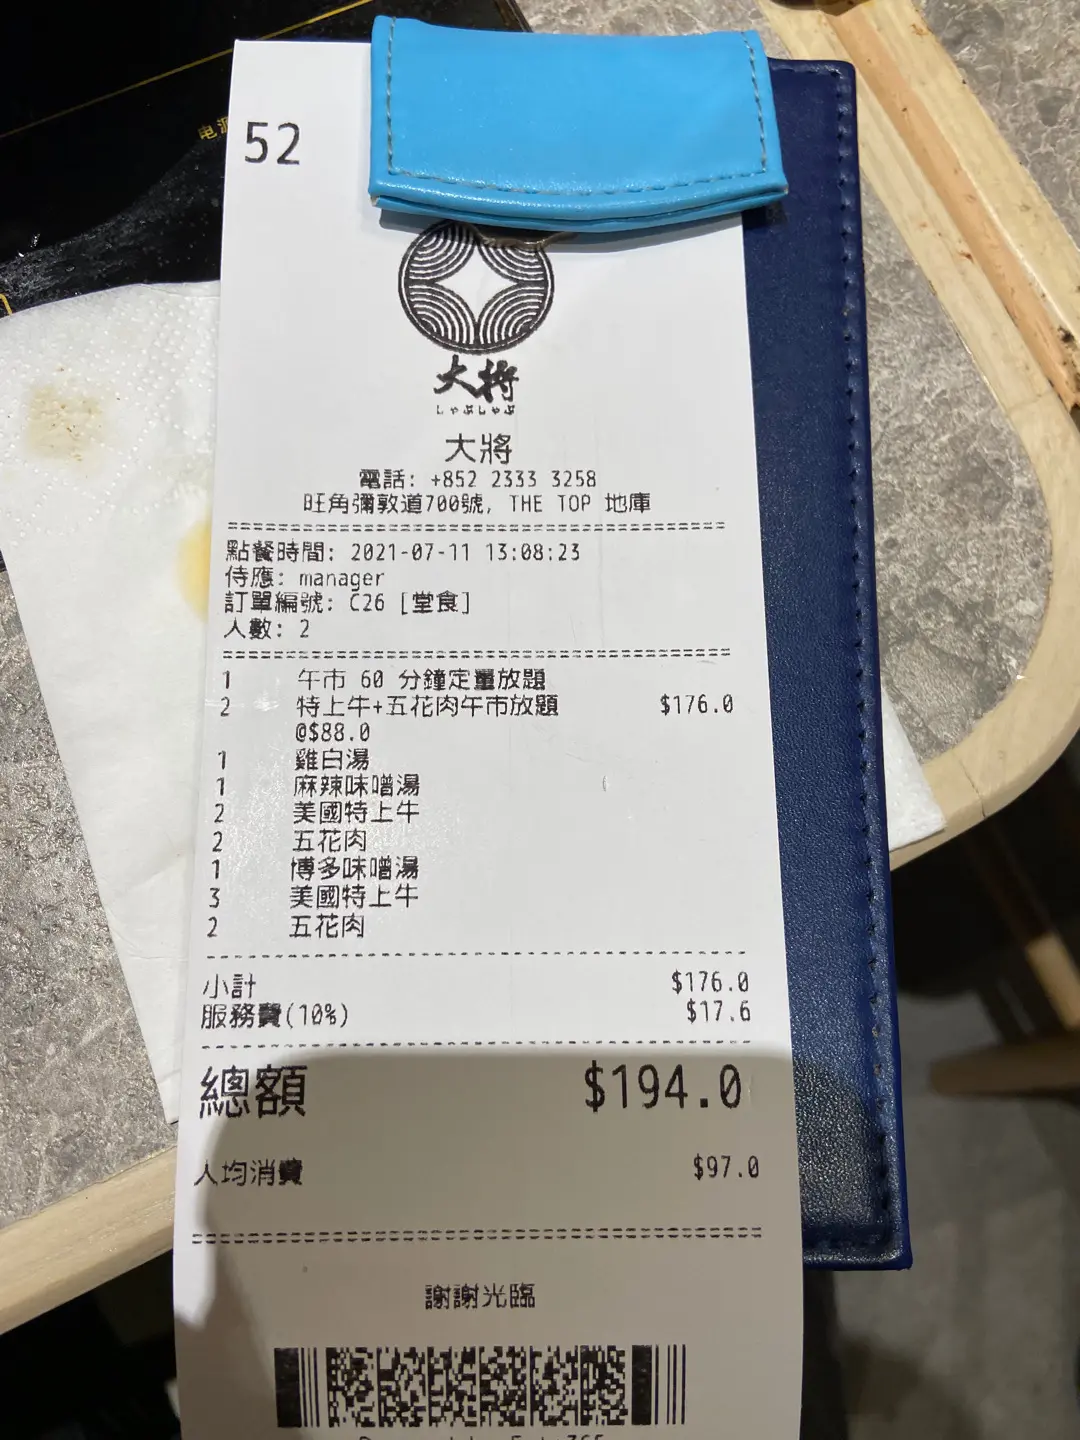 电源
52
大将
しゃぶしゃぶ
大將
電話: +852 2333 3258
旺角彌敦道700號, THE TOP 地庫
點餐時間: 2021-07-11 13:08:23
侍應: manager
訂單編號: C26 [堂食]
人數: 2
1 午市 60 分鐘定量放題
2 特上牛+五花肉午市放題 $176.0
@$88.0
1 雞白湯
1 麻辣味噌湯
2 美國特上牛
2 五花肉
1 博多味噌湯
3 美國特上牛
2 五花肉
小計 $176.0
服務費(10%) $17.6
總額 $194.0
人均消費 $97.0
謝謝光臨